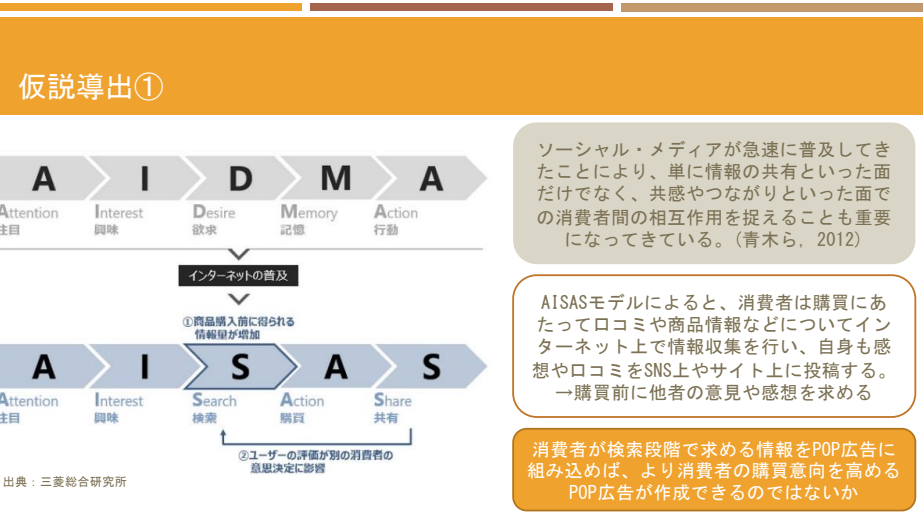 仮説導出①
A I D M A
Attention Interest Desire Memory Action
注目 興味 欲求 記憶 行動
インターネットの普及
①商品購入前に得られる
情報量が増加
A I S A S
Attention Interest Search Action Share
注目 興味 検索 購買 共有
②ユーザーの評価が別の消費者の
意思決定に影響
出典：三菱総合研究所
ソーシャル・メディアが急速に普及してき
たことにより、単に情報の共有といった面
だけでなく、共感やつながりといった面で
の消費者間の相互作用を捉えることも重要
になってきている。(青木ら, 2012)
AISASモデルによると、消費者は購買にあ
たって口コミや商品情報などについてイン
ターネット上で情報収集を行い、自身も感
想や口コミをSNS上やサイト上に投稿する。
→購買前に他者の意見や感想を求める
消費者が検索段階で求める情報をPOP広告に
組み込めば、より消費者の購買意向を高める
POP広告が作成できるのではないか